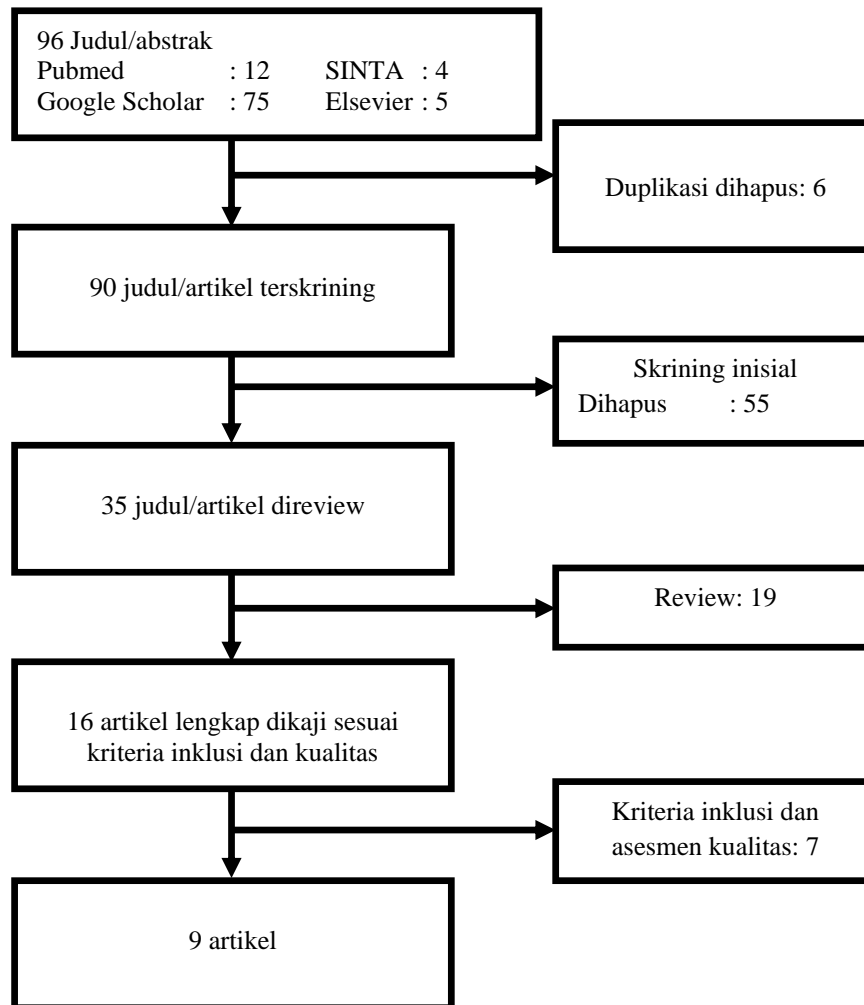 96 Judul/abstrak
Pubmed : 12 SINTA : 4
Google Scholar : 75 Elsevier : 5
Duplikasi dihapus: 6
90 judul/artikel terskrining
Skrining inisial
Dihapus : 55
35 judul/artikel direview
Review: 19
16 artikel lengkap dikaji sesuai
kriteria inklusi dan kualitas
Kriteria inklusi dan
asesmen kualitas: 7
9 artikel